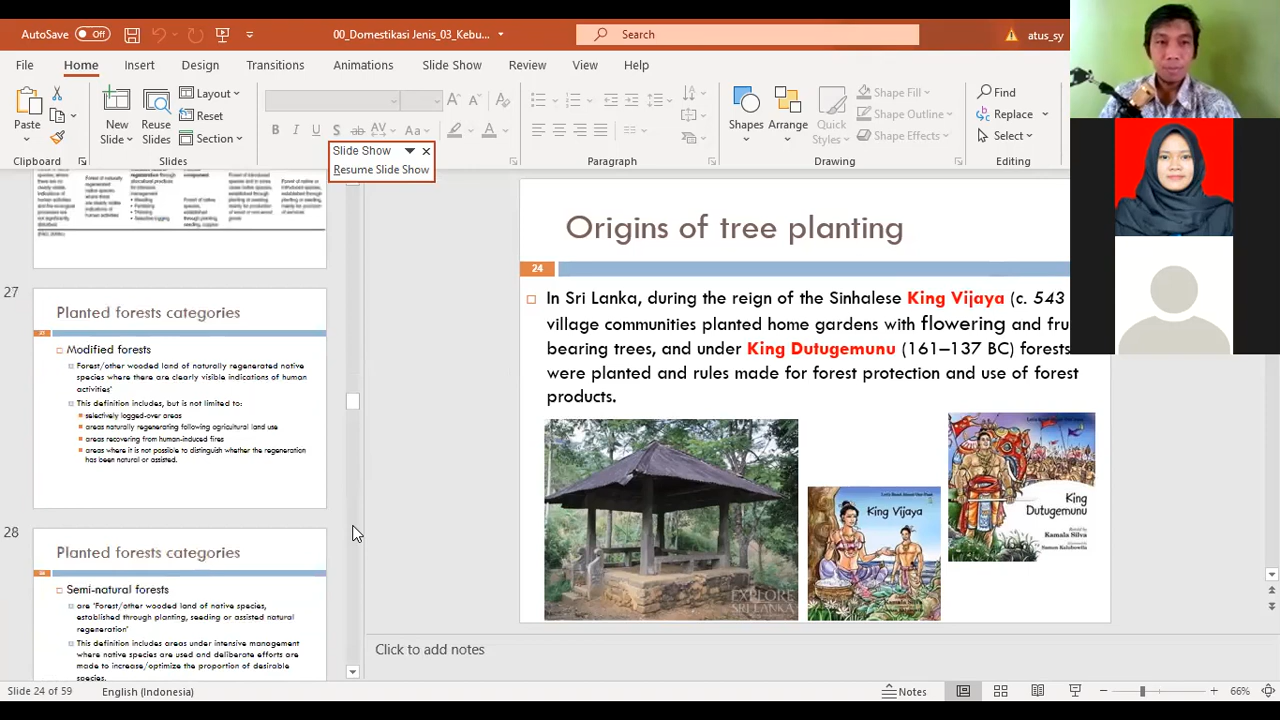 AutoSave
Off
00_Domestikasi Jenis_03_Kebu...
Search
atus_sy
File
Home
Insert
Design
Transitions
Animations
Slide Show
Review
View
Help
Paste
Clipboard
New
Slide
Reuse
Slides
Layout
Reset
Section
Slides
B
I
U
S
ab
AV
Aa
A
Paragraph
Shapes
Arrange
Quick
Styles
Shape Fill
Shape Outline
Shape Effects
Drawing
Find
Replace
Select
Editing
Slide Show
Resume Slide Show
27
Planted forests categories
Modified forests
Forest/other wooded land of naturally regenerated native
species where there are clearly visible indications of human
activities'
This definition includes, but is not limited to:
selectively logged-over areas
areas naturally regenerating following agricultural land use
areas recovering from human-induced fires
areas where it is not possible to distinguish whether the regeneration
has been natural or assisted.
28
Planted forests categories
Semi-natural forests
are 'Forest/other wooded land of native species,
established through planting, seeding or assisted natural
regeneration'
This definition includes areas under intensive management
where native species are used and deliberate efforts are
made to increase/optimize the proportion of desirable
species.
Origins of tree planting
24
In Sri Lanka, during the reign of the Sinhalese King Vijaya (c. 543
village communities planted home gardens with flowering and fru
bearing trees, and under King Dutugemunu (161–137 BC) forests
were planted and rules made for forest protection and use of forest
products.
EXPLORE
SRI LANKA
King Vijaya
King
Dutugemunu
Retold by
Kamala Silva
Click to add notes
Slide 24 of 59
English (Indonesia)
Notes
66%